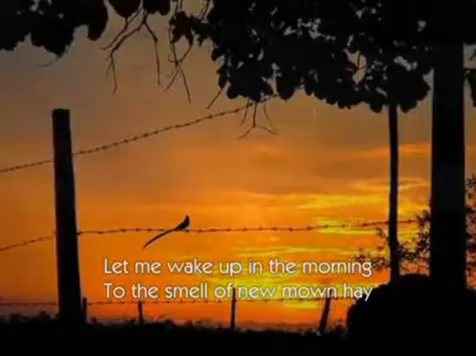 Let me wake up in the morning
To the smell of new mown hay